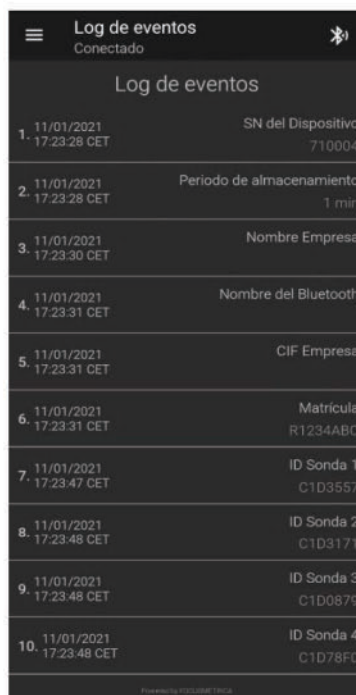 Log de eventos
Conectado
Log de eventos
1. 11/01/2021 17:23:28 CET SN del Dispositivo
710004
2. 11/01/2021 17:23:28 CET Periodo de almacenamiento
1 min
3. 11/01/2021 17:23:30 CET Nombre Empresa
4. 11/01/2021 17:23:31 CET Nombre del Bluetooth
5. 11/01/2021 17:23:31 CET CIF Empresa
6. 11/01/2021 17:23:31 CET Matrícula
R1234ABC
7. 11/01/2021 17:23:47 CET ID Sonda 1
C1D3557
8. 11/01/2021 17:23:48 CET ID Sonda 2
C1D3171
9. 11/01/2021 17:23:48 CET ID Sonda 3
C1D0879
10. 11/01/2021 17:23:48 CET ID Sonda 4
C1D78F0
Powered by